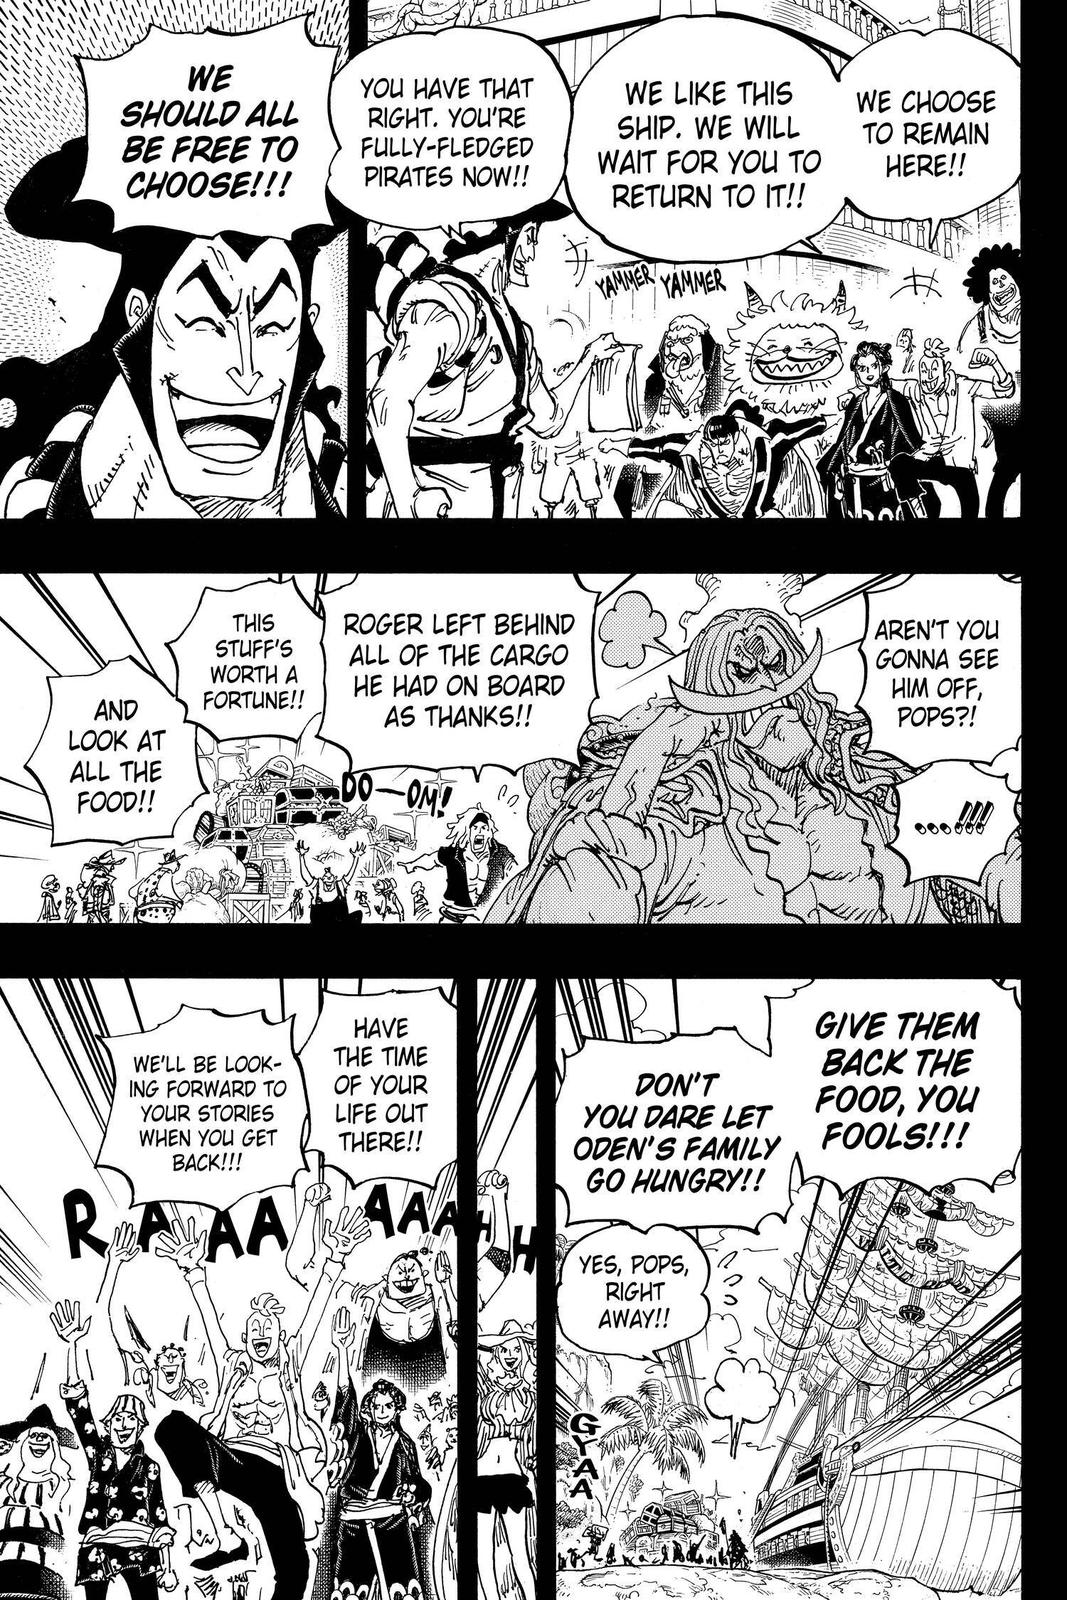 WE CHOOSE
TO REMAIN
HERE!!
WE LIKE THIS
SHIP. WE WILL
WAIT FOR YOU TO
RETURN TO IT!!
YAMMER
YAMMER
YOU HAVE THAT
RIGHT. YOU'RE
FULLY-FLEDGED
PIRATES NOW!!
WE
SHOULD ALL
BE FREE TO
CHOOSE!!!
AREN'T YOU
GONNA SEE
HIM OFF,
POPS?!
...!!!
ROGER LEFT BEHIND
ALL OF THE CARGO
HE HAD ON BOARD
AS THANKS!!
DO—OM!
THIS
STUFF'S
WORTH A
FORTUNE!!
AND
LOOK AT
ALL THE
FOOD!!
GIVE THEM
BACK THE
FOOD, YOU
FOOLS!!!
DON'T
YOU DARE LET
ODEN'S FAMILY
GO HUNGRY!!
YES, POPS,
RIGHT
AWAY!!
GYAA
HAVE
THE TIME
OF YOUR
LIFE OUT
THERE!!
WE'LL BE LOOK-
ING FORWARD TO
YOUR STORIES
WHEN YOU GET
BACK!!!
RAAAA AAAAHH